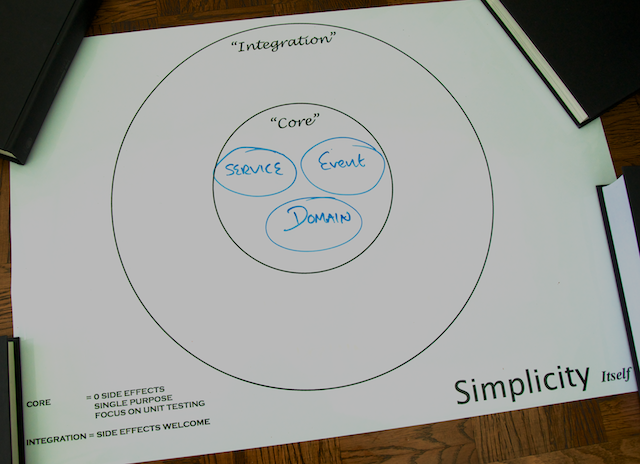 “Integration”
“Core”
SERVICE
Event
DOMAIN
CORE = 0 SIDE EFFECTS
SINGLE PURPOSE
FOCUS ON UNIT TESTING
INTEGRATION = SIDE EFFECTS WELCOME
Simplicity Itself